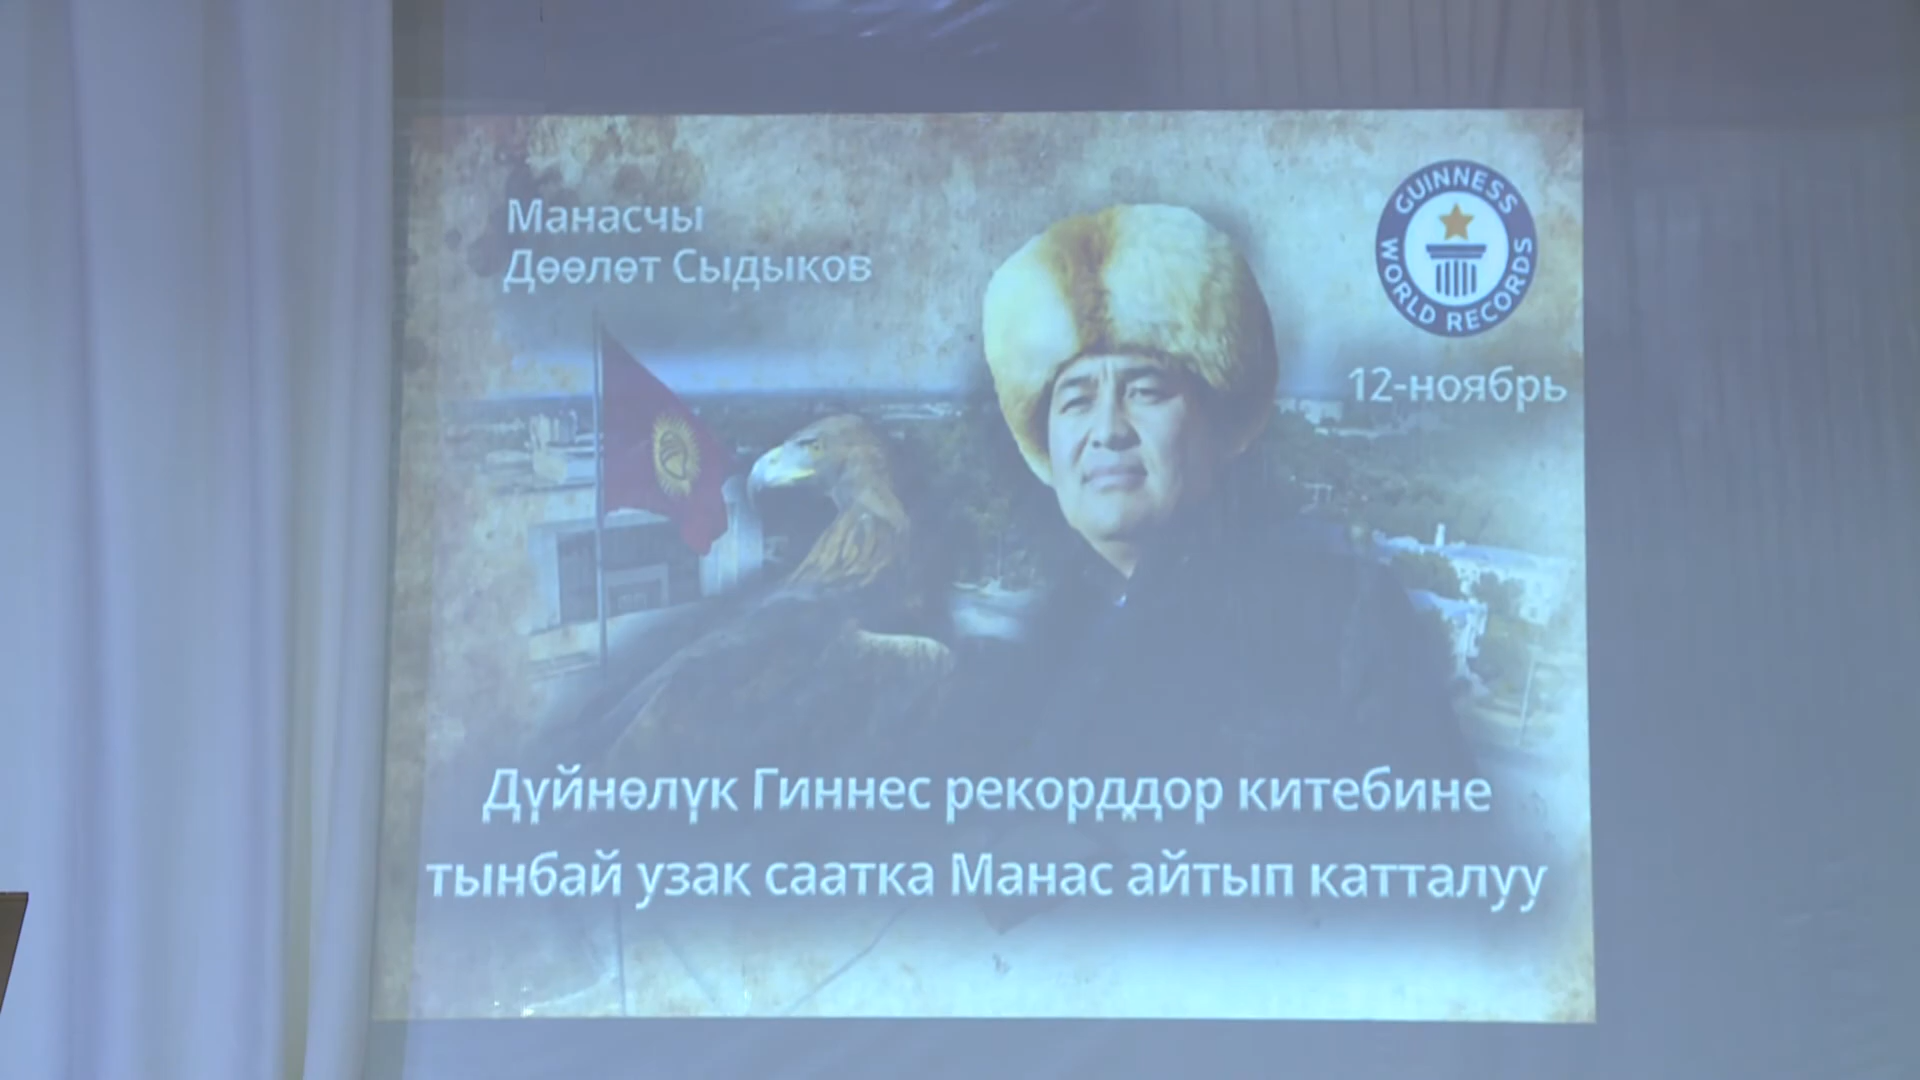 Манасчы
Дөөлөт Сыдыков
GUINNESS
WORLD RECORDS
12-ноябрь
Дүйнөлүк Гиннес рекорддор китебине
тынбай узак саатка Манас айтып катталуу